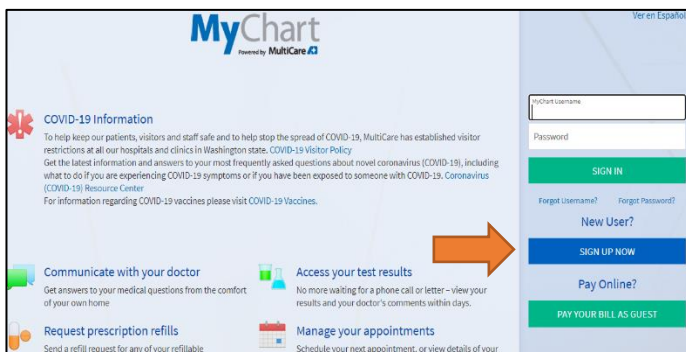 Ver en Español
MyChart
Powered by MultiCare
COVID-19 Information
To help keep our patients, visitors and staff safe and to help stop the spread of COVID-19, MultiCare has established visitor
restrictions at all our hospitals and clinics in Washington state. COVID-19 Visitor Policy
Get the latest information and answers to your most frequently asked questions about novel coronavirus (COVID-19), including
what to do if you are experiencing COVID-19 symptoms or if you have been exposed to someone with COVID-19. Coronavirus
(COVID-19) Resource Center
For information regarding COVID-19 vaccines please visit COVID-19 Vaccines.
Communicate with your doctor
Get answers to your medical questions from the comfort
of your own home
Access your test results
No more waiting for a phone call or letter – view your
results and your doctor's comments within days.
Request prescription refills
Send a refill request for any of your refillable
Manage your appointments
Schedule your next appointment, or view details of your
MyChart Username
Password
SIGN IN
Forgot Username? Forgot Password?
New User?
SIGN UP NOW
Pay Online?
PAY YOUR BILL AS GUEST